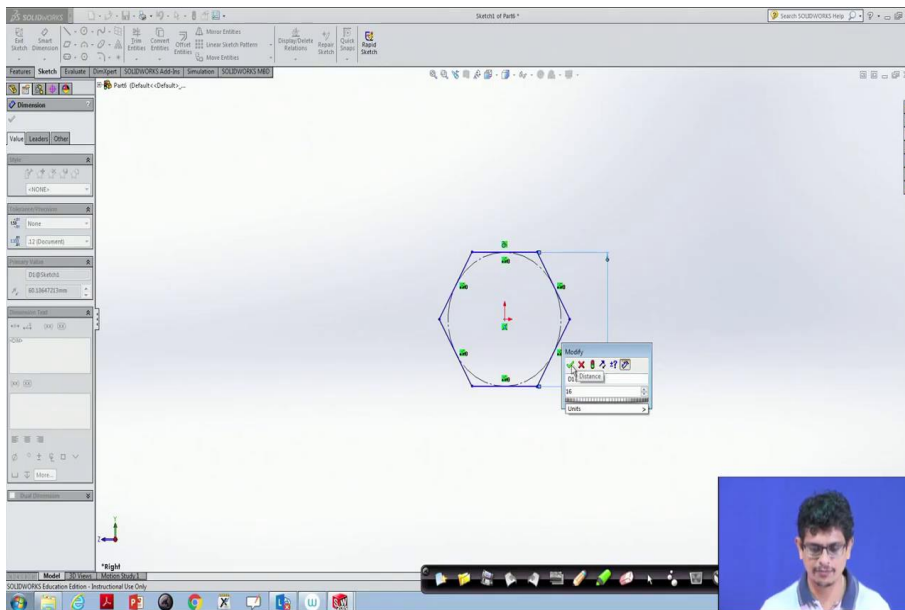 SOLIDWORKS
Sketch1 of Part6 *
Search SOLIDWORKS Help
Exit Sketch
Smart Dimension
Trim Entities
Convert Entities
Offset Entities
Mirror Entities
Linear Sketch Pattern
Move Entities
Display/Delete Relations
Repair Sketch
Quick Snaps
Rapid Sketch
Features Sketch Evaluate DimXpert SOLIDWORKS Add-Ins Simulation SOLIDWORKS MBD
Part6 (Default<<Default>_...
Dimension
Value Leaders Other
Style
<NONE>
Tolerance/Precision
None
.12 (Document)
Primary Value
D1@Sketch1
80.10647213mm
Dimension Text
<DIM>
More...
Dual Dimension
Modify
D1
Distance
16
Units
Y
Z
*Right
Model 3D Views Motion Study 1
SOLIDWORKS Education Edition - Instructional Use Only